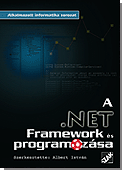 Alkalmazott informatika sorozat
A
.NET
Framework és
programozása
Szerkesztette: Albert István